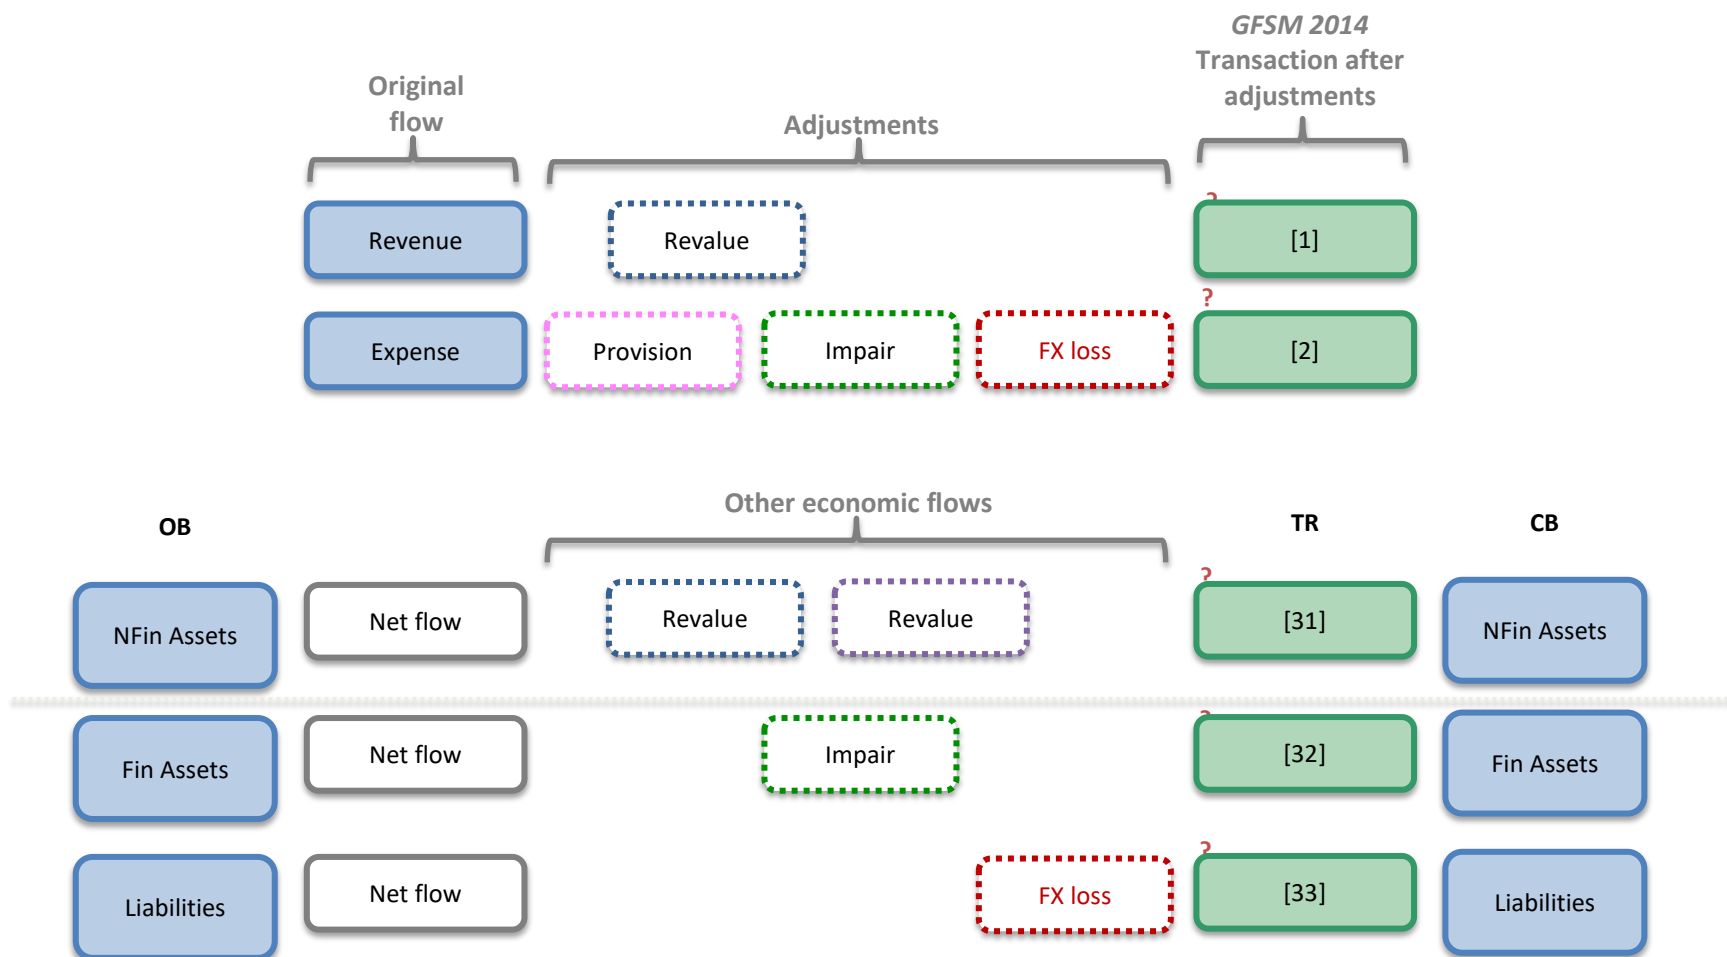 GFSM 2014
Transaction after
adjustments
Original
flow
Adjustments
?
Revenue
Revalue
[1]
?
Expense
Provision
Impair
FX loss
[2]
Other economic flows
OB
TR
CB
?
NFin Assets
Net flow
Revalue
Revalue
[31]
NFin Assets
?
Fin Assets
Net flow
Impair
[32]
Fin Assets
?
Liabilities
Net flow
FX loss
[33]
Liabilities